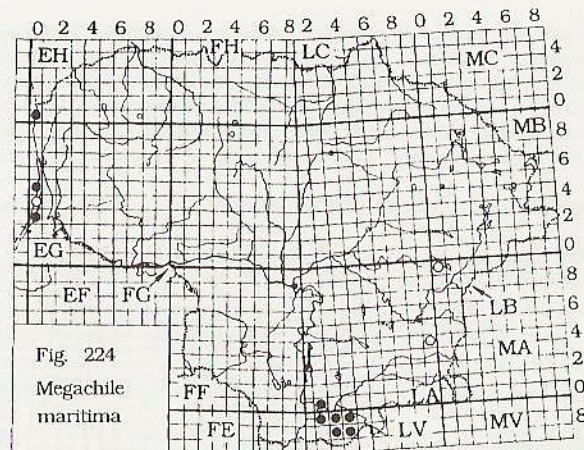 0 2 4 6 8 0 2 4 6 8 0 2 4 6 8 0 2 4 6 8
EH FH LC MC
4
2
0
MB
8
6
4
2
0
EG
8
EF FG LB
6
4
MA
Fig. 224
2
Megachile FF LA
0
maritima FE LV MV
8